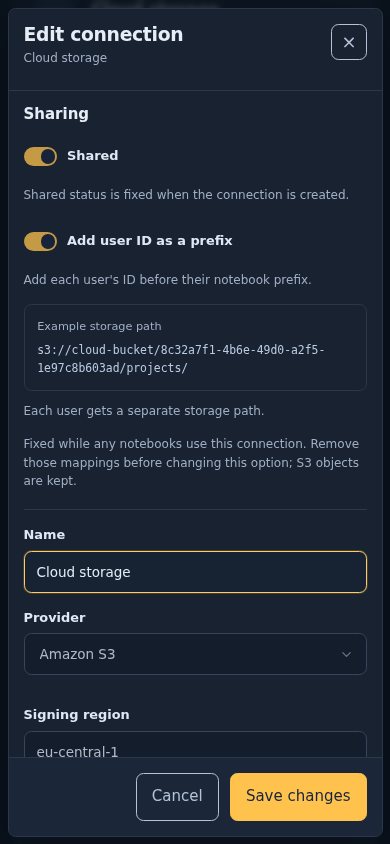 Edit connection
Cloud storage
Sharing
Shared
Shared status is fixed when the connection is created.
Add user ID as a prefix
Add each user's ID before their notebook prefix.
Example storage path
s3://cloud-bucket/8c32a7f1-4b6e-49d0-a2f5-
1e97c8b603ad/projects/
Each user gets a separate storage path.
Fixed while any notebooks use this connection. Remove
those mappings before changing this option; S3 objects
are kept.
Name
Cloud storage
Provider
Amazon S3
Signing region
eu-central-1
Cancel
Save changes